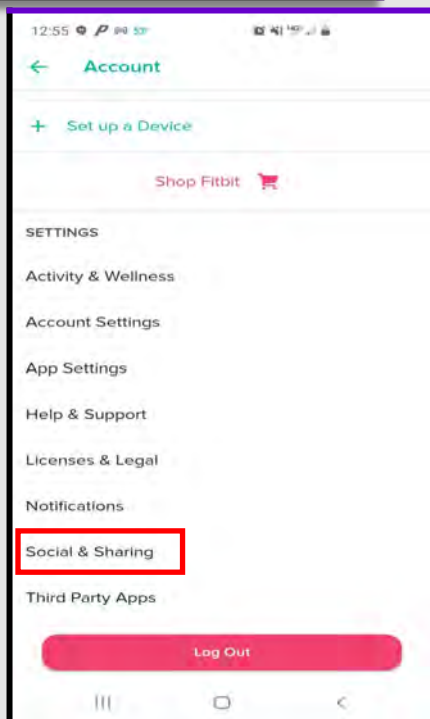 12:55
Account
+ Set up a Device
Shop Fitbit
SETTINGS
Activity & Wellness
Account Settings
App Settings
Help & Support
Licenses & Legal
Notifications
Social & Sharing
Third Party Apps
Log Out